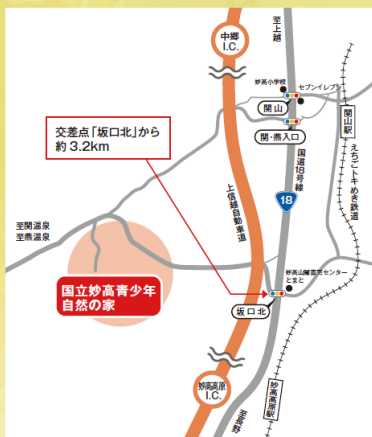 至上越
中郷
I.C.
妙高小学校
セブンイレブン
関山
関・燕入口
関山駅
えちごトキめき鉄道
交差点「坂口北」から
約 3.2km
上信越自動車道
国道18号線
18
至関温泉
至燕温泉
国立妙高青少年
自然の家
とまと
坂口北
妙高高原
I.C.
至長野
妙高高原駅